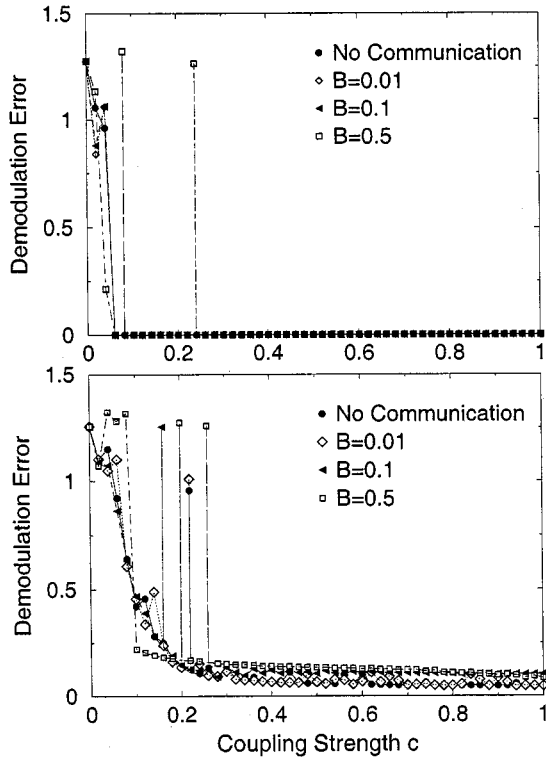 1.5
1
0.5
0
Demodulation Error
No Communication
B=0.01
B=0.1
B=0.5
0 0.2 0.4 0.6 0.8 1
1.5
1
0.5
0
Demodulation Error
No Communication
B=0.01
B=0.1
B=0.5
0 0.2 0.4 0.6 0.8 1
Coupling Strength c